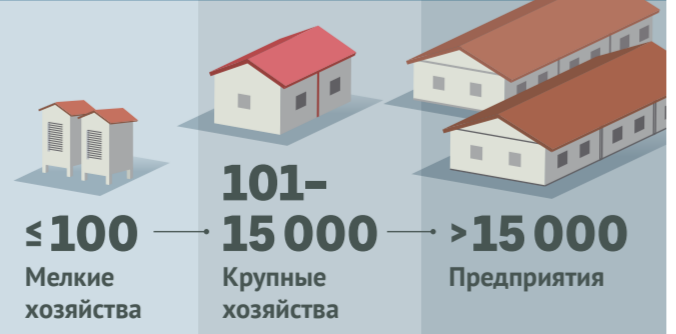 ≤100
Мелкие
хозяйства
101–
15 000
Крупные
хозяйства
>15 000
Предприятия